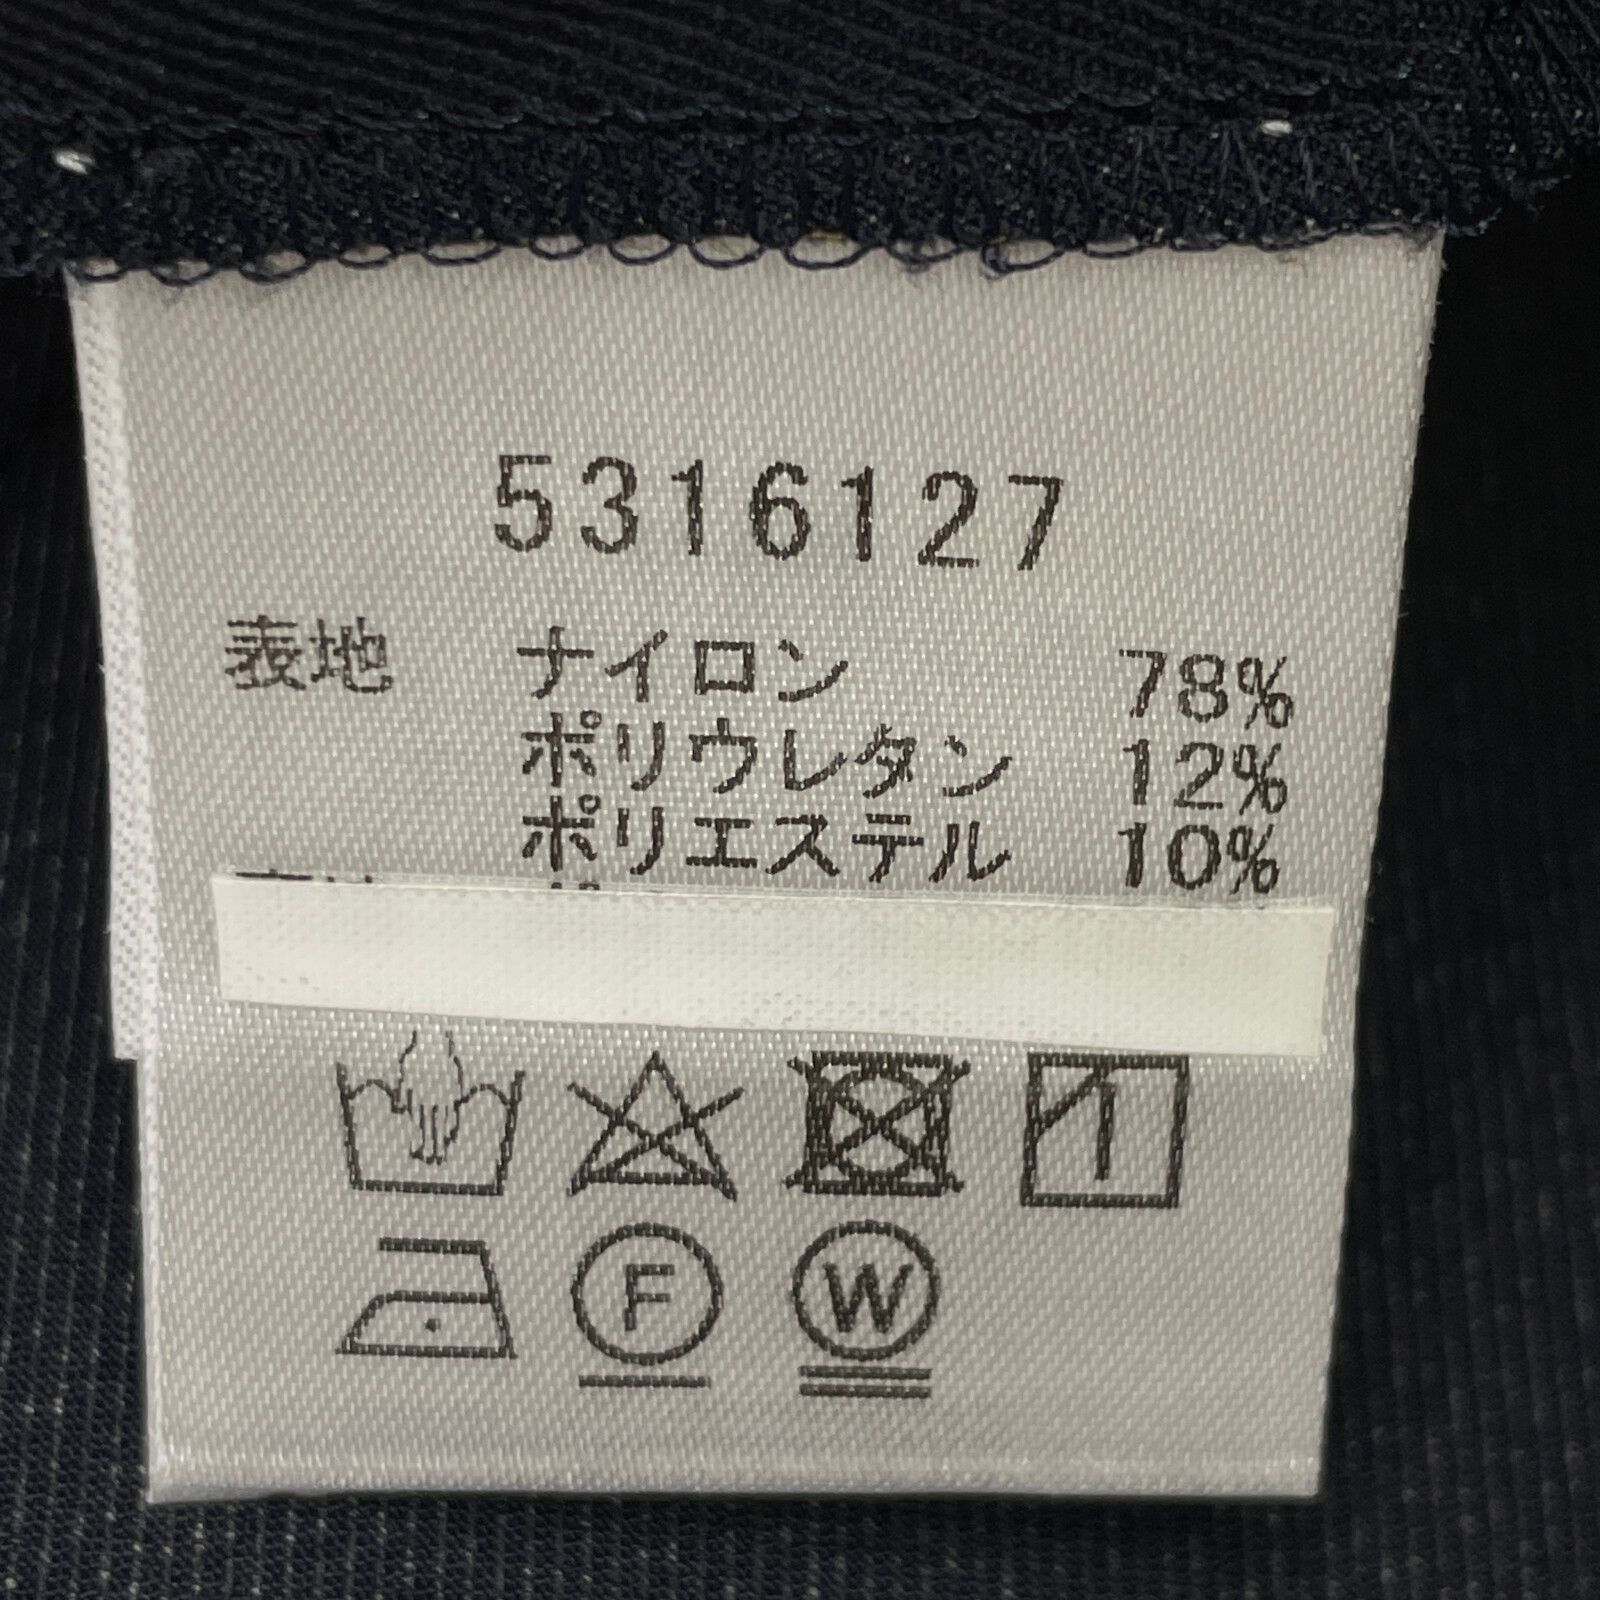 5316127
表地 ナイロン 78%
ポリウレタン 12%
ポリエステル 10%
F W